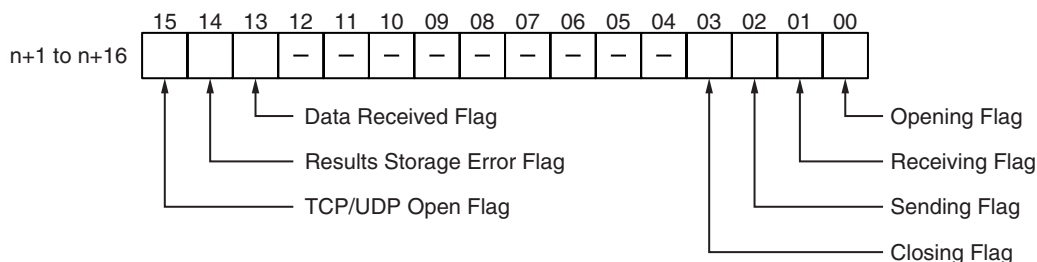 15 14 13 12 11 10 09 08 07 06 05 04 03 02 01 00
n+1 to n+16 – – – – – – – – –
Data Received Flag Opening Flag
Results Storage Error Flag Receiving Flag
TCP/UDP Open Flag Sending Flag
Closing Flag